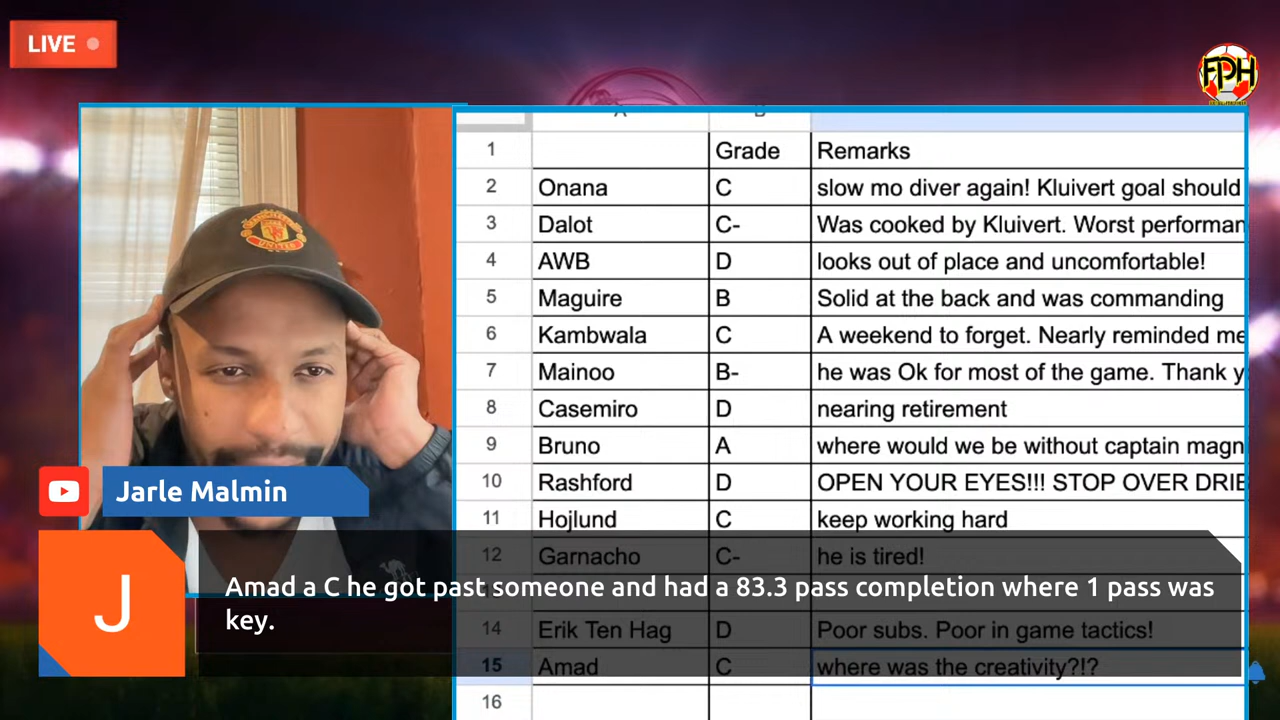 LIVE
FPH
1 Grade Remarks
2 Onana C slow mo diver again! Kluivert goal should
3 Dalot C- Was cooked by Kluivert. Worst performan
4 AWB D looks out of place and uncomfortable!
5 Maguire B Solid at the back and was commanding
6 Kambwala C A weekend to forget. Nearly reminded me
7 Mainoo B- he was Ok for most of the game. Thank y
8 Casemiro D nearing retirement
9 Bruno A where would we be without captain magn
10 Rashford D OPEN YOUR EYES!!! STOP OVER DRIB
11 Hojlund C keep working hard
12 Garnacho C- he is tired!
14 Erik Ten Hag D Poor subs. Poor in game tactics!
15 Amad C where was the creativity?!?
16
Jarle Malmin
J
Amad a C he got past someone and had a 83.3 pass completion where 1 pass was
key.